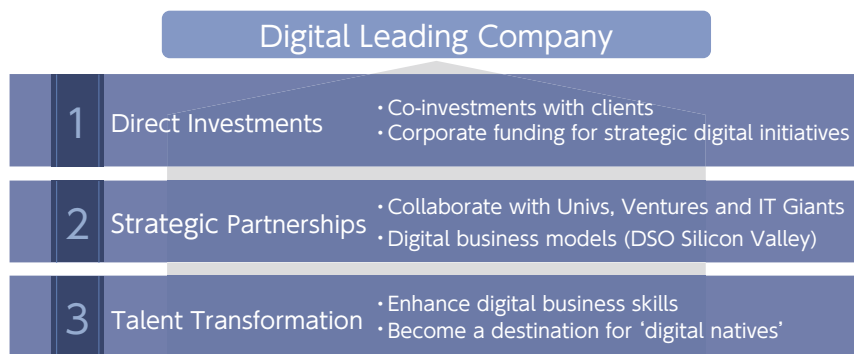 Digital Leading Company
1 Direct Investments
・Co-investments with clients
・Corporate funding for strategic digital initiatives
2 Strategic Partnerships
・Collaborate with Univs, Ventures and IT Giants
・Digital business models (DSO Silicon Valley)
3 Talent Transformation
・Enhance digital business skills
・Become a destination for ‘digital natives’